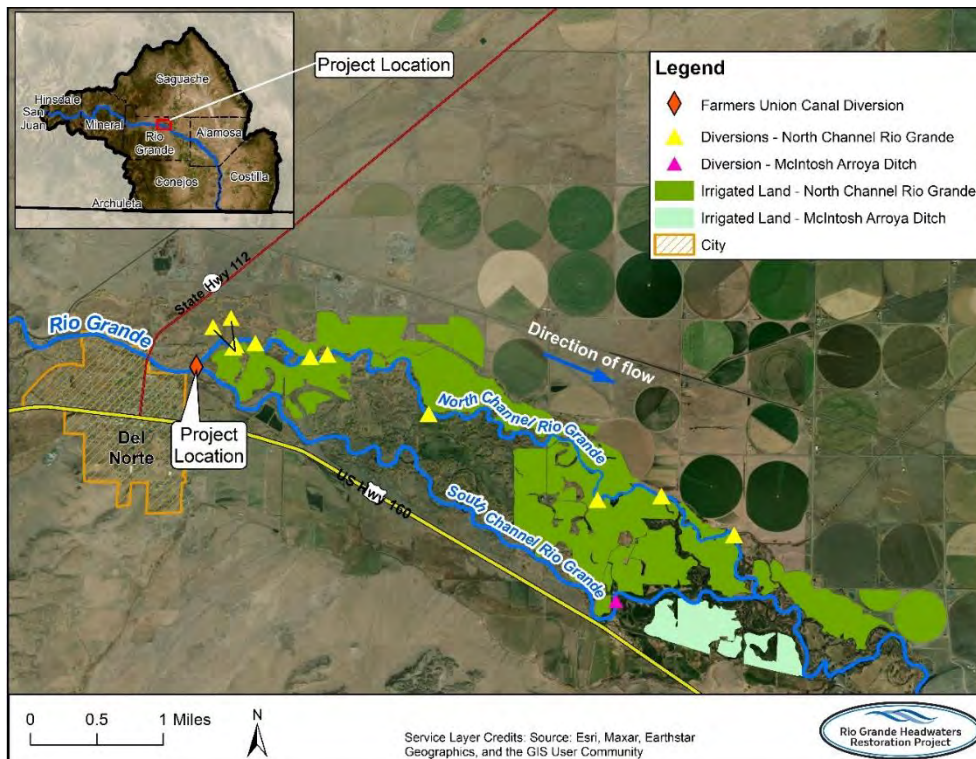 Saguache
Project Location
Hinsdale
San
Juan
Mineral
Rio
Grande
Alamosa
Conejos
Costilla
Archuleta
Legend
Farmers Union Canal Diversion
Diversions - North Channel Rio Grande
Diversion - McIntosh Arroya Ditch
Irrigated Land - North Channel Rio Grande
Irrigated Land - McIntosh Arroya Ditch
City
State Hwy 112
Rio Grande
Direction of flow
North Channel Rio Grande
Project
Location
Del
Norte
South Channel Rio Grande
US Hwy 160
0 0.5 1 Miles
N
Service Layer Credits: Source: Esri, Maxar, Earthstar
Geographics, and the GIS User Community
Rio Grande Headwaters
Restoration Project